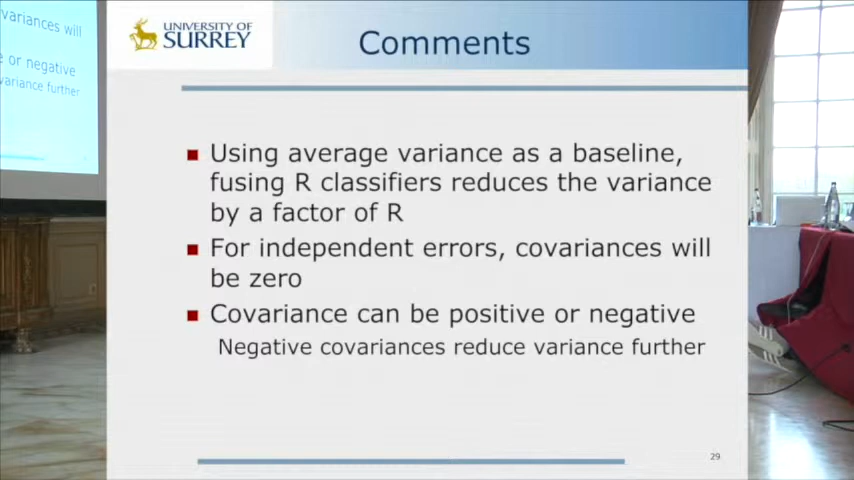 variances will
e or negative
variance further
UNIVERSITY OF
SURREY
Comments
Using average variance as a baseline,
fusing R classifiers reduces the variance
by a factor of R
For independent errors, covariances will
be zero
Covariance can be positive or negative
Negative covariances reduce variance further
29